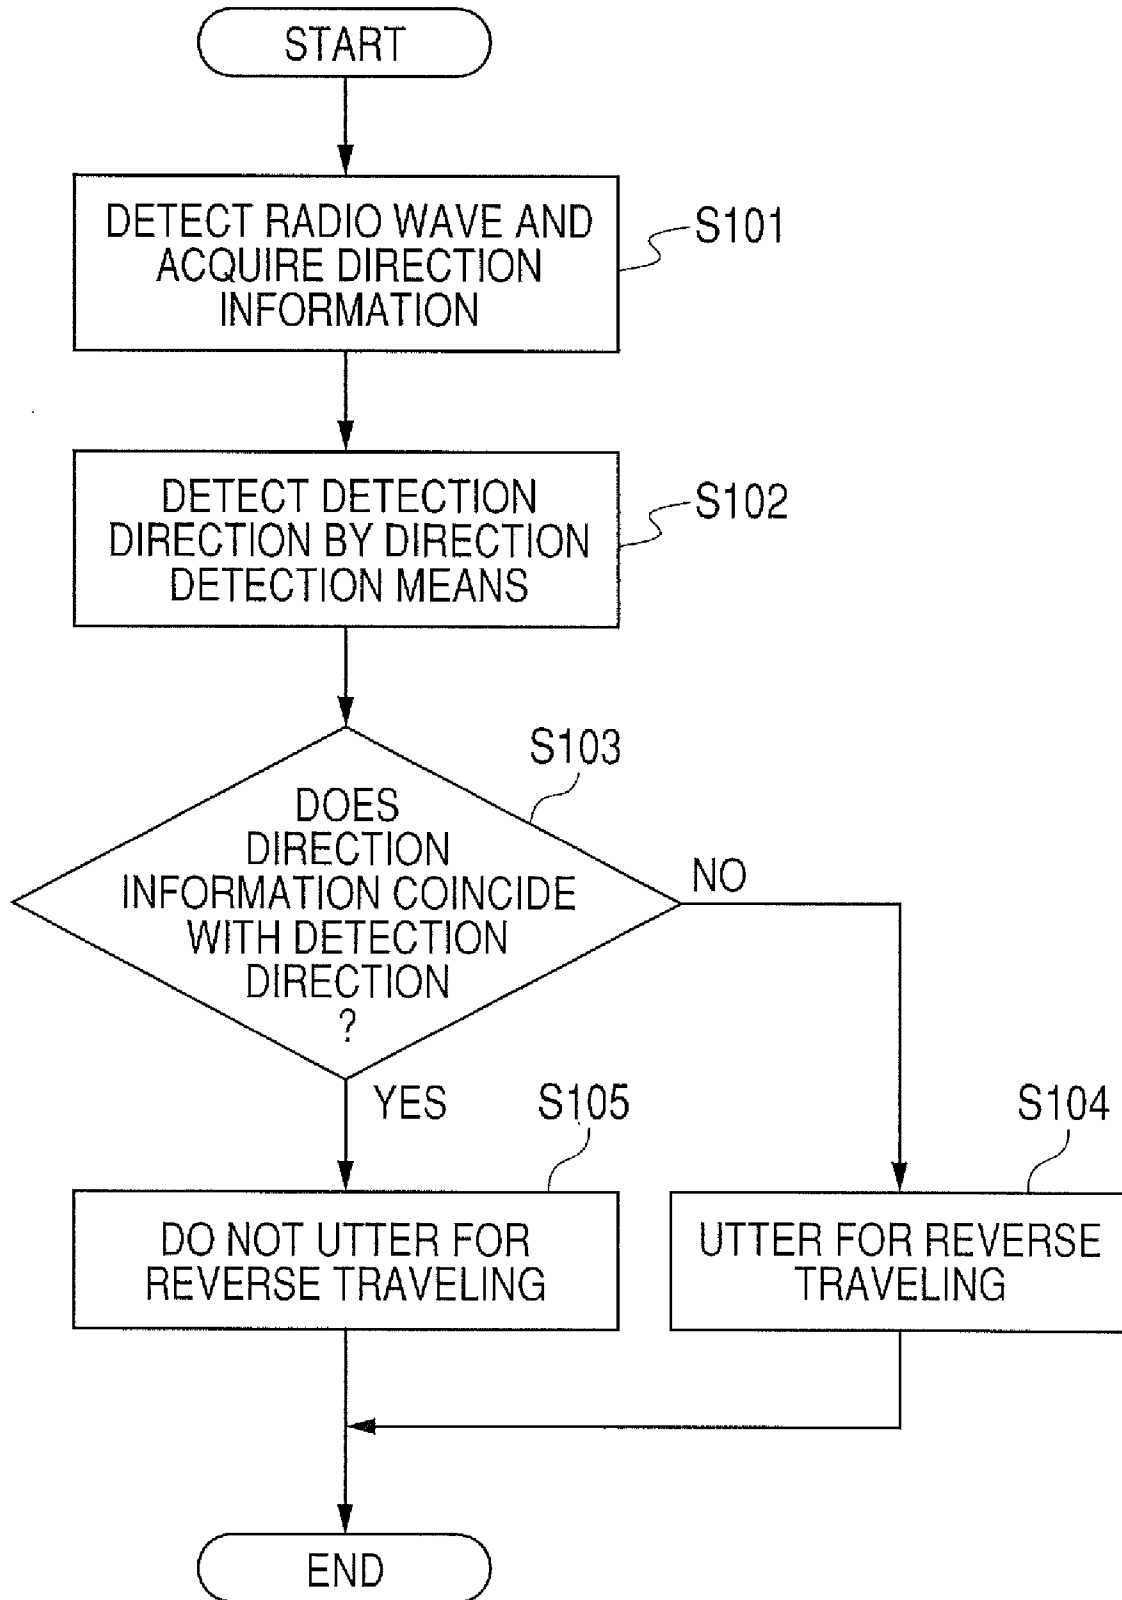 START
DETECT RADIO WAVE AND
ACQUIRE DIRECTION
INFORMATION
S101
DETECT DETECTION
DIRECTION BY DIRECTION
DETECTION MEANS
S102
S103
DOES
DIRECTION
INFORMATION COINCIDE
WITH DETECTION
DIRECTION
?
NO
YES
S105
S104
DO NOT UTTER FOR
REVERSE TRAVELING
UTTER FOR REVERSE
TRAVELING
END